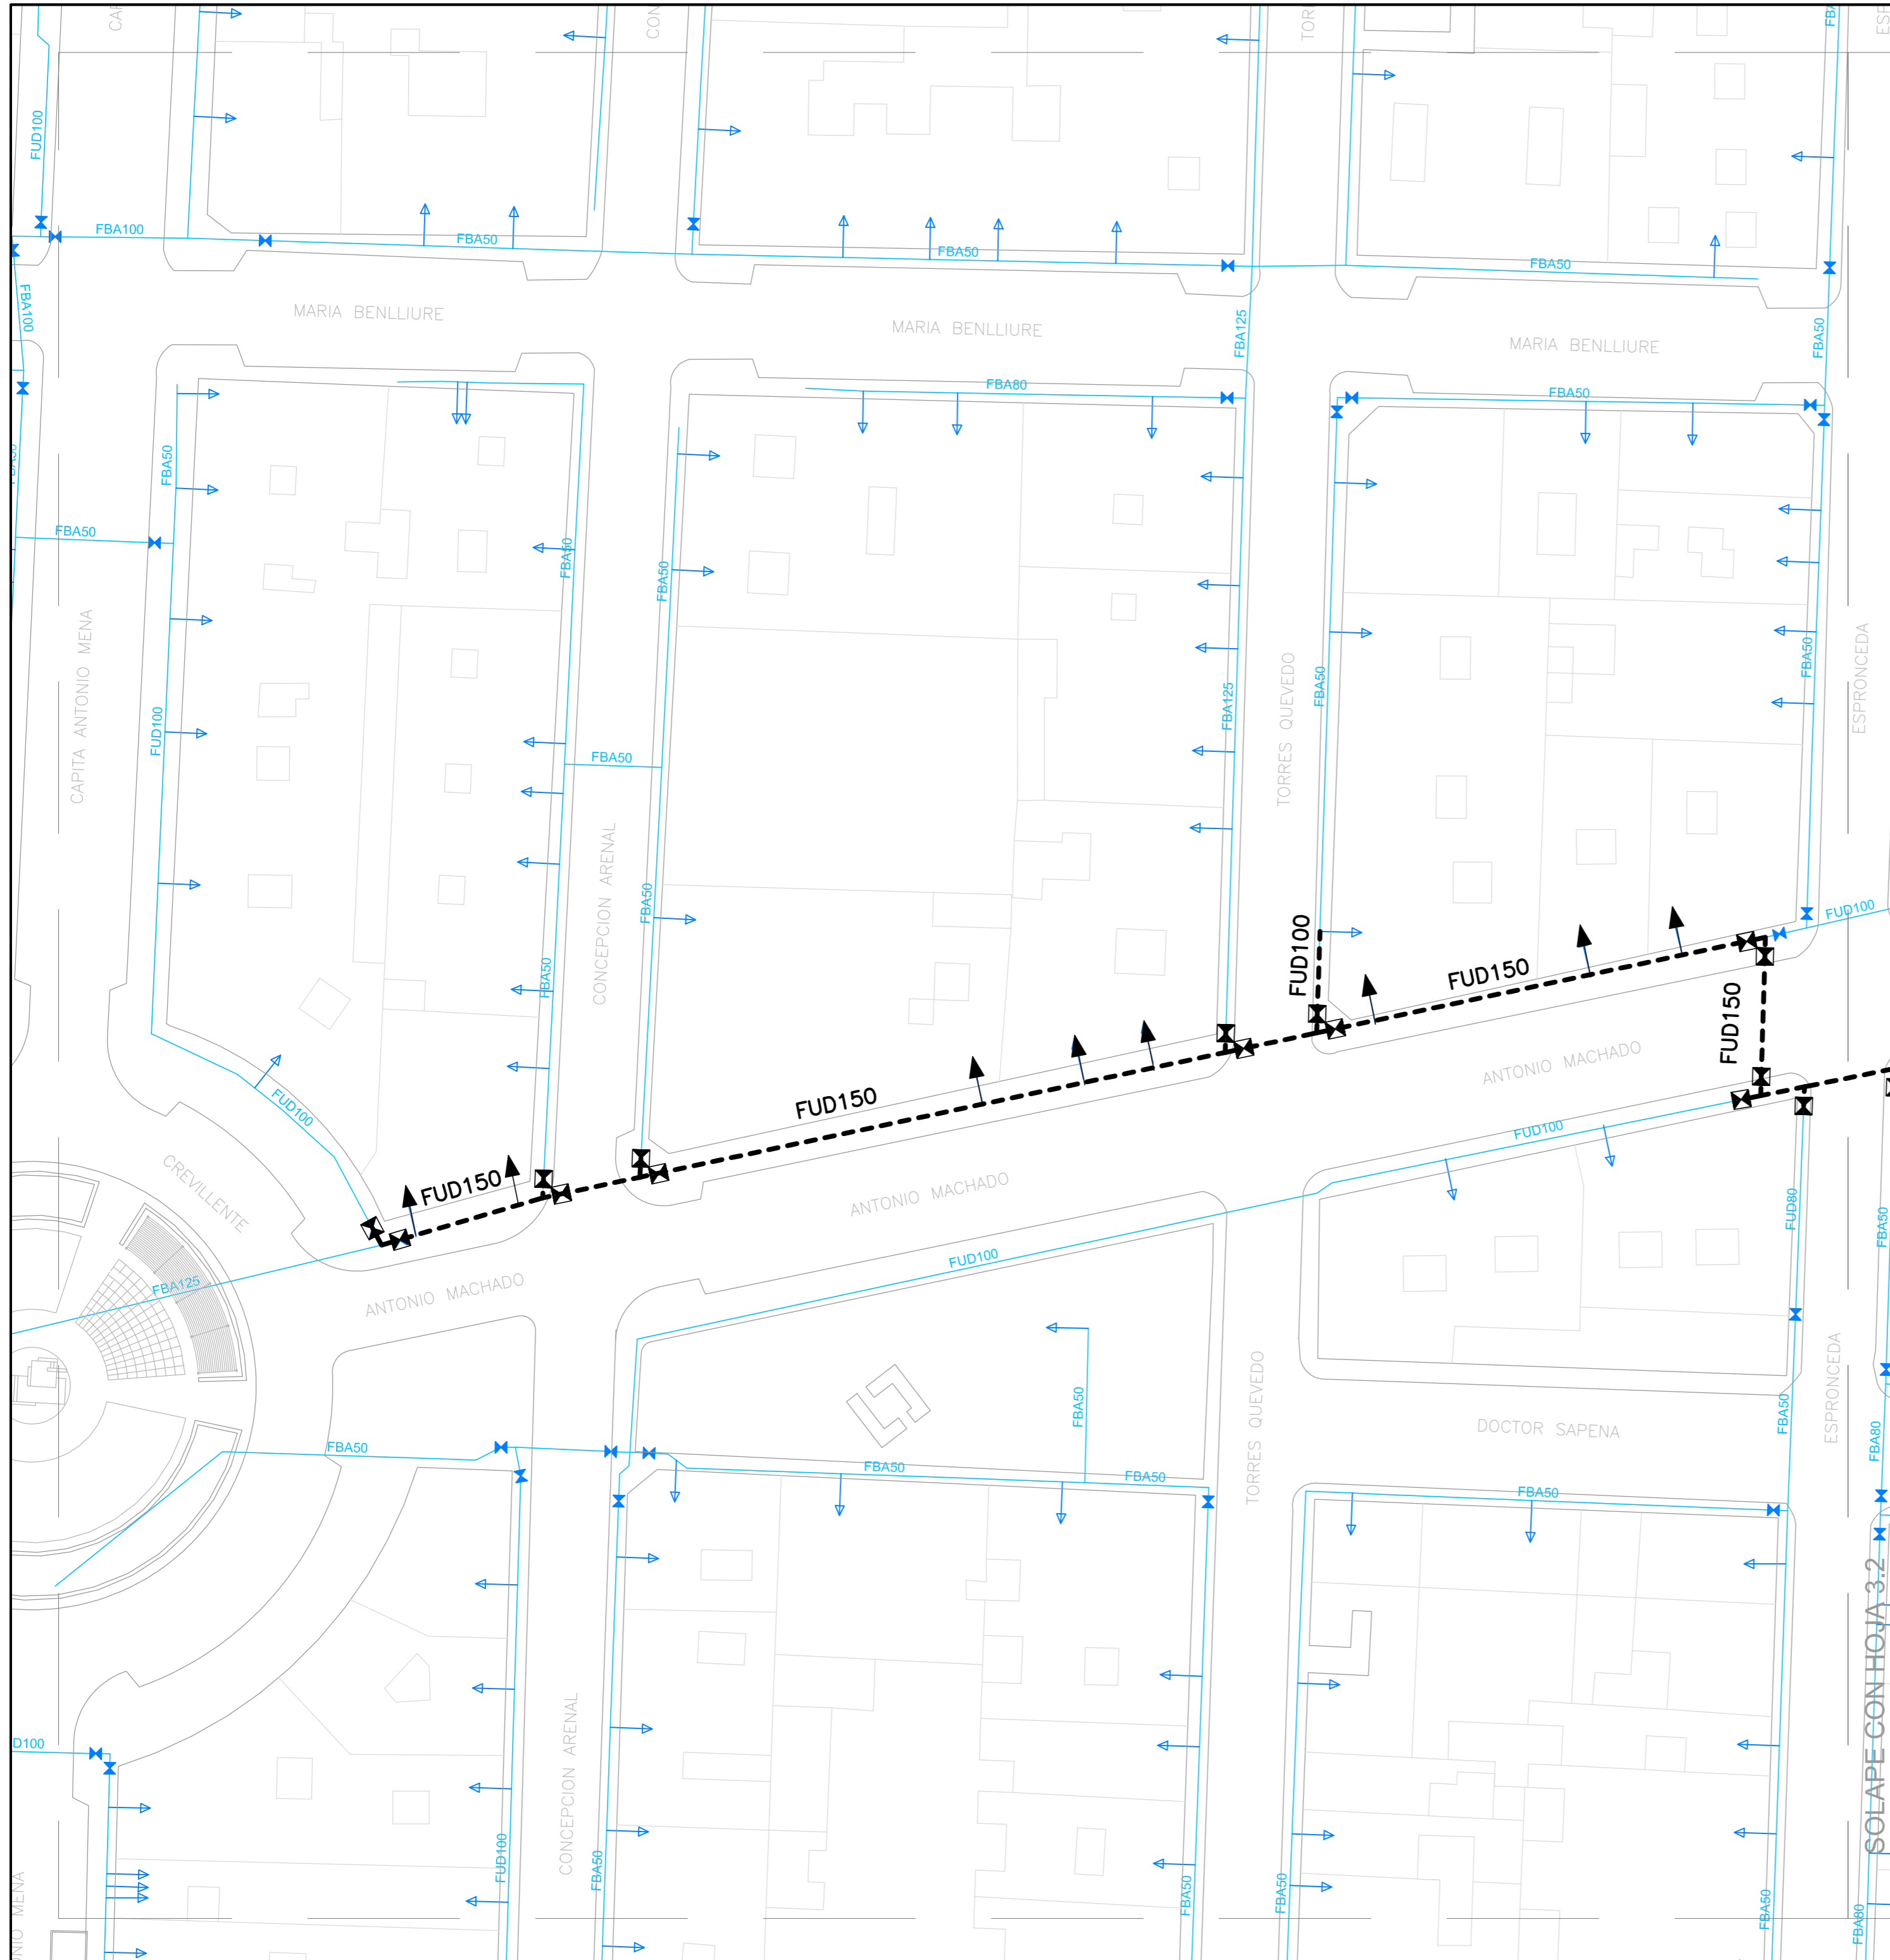 FUD100
FBA100
FBA50
FBA50
FBA50
FBA100
MARIA BENLLIURE
MARIA BENLLIURE
MARIA BENLLIURE
FBA125
FBA50
FBA80
FBA50
FBA50
FBA50
FBA50
FBA50
CAPITA ANTONIO MENA
FUD100
FBA50
CONCEPCION ARENAL
FBA50
FBA50
FBA125
TORRES QUEVEDO
FBA50
FBA50
ESPRONCEDA
FUD100
FUD100
FUD150
FUD150
FUD150
FUD150
ANTONIO MACHADO
ANTONIO MACHADO
ANTONIO MACHADO
FUD100
CREVILLENTE
FBA125
FUD100
FUD100
FUD80
FBA50
FBA50
FBA50
FBA50
FBA50
TORRES QUEVEDO
DOCTOR SAPENA
FBA50
ESPRONCEDA
FBA80
FBA50
FBA50
D100
CONCEPCION ARENAL
FUD100
FBA50
FBA50
FBA50
FBA50
FBA80
SOLAPE CON HOJA 3.2